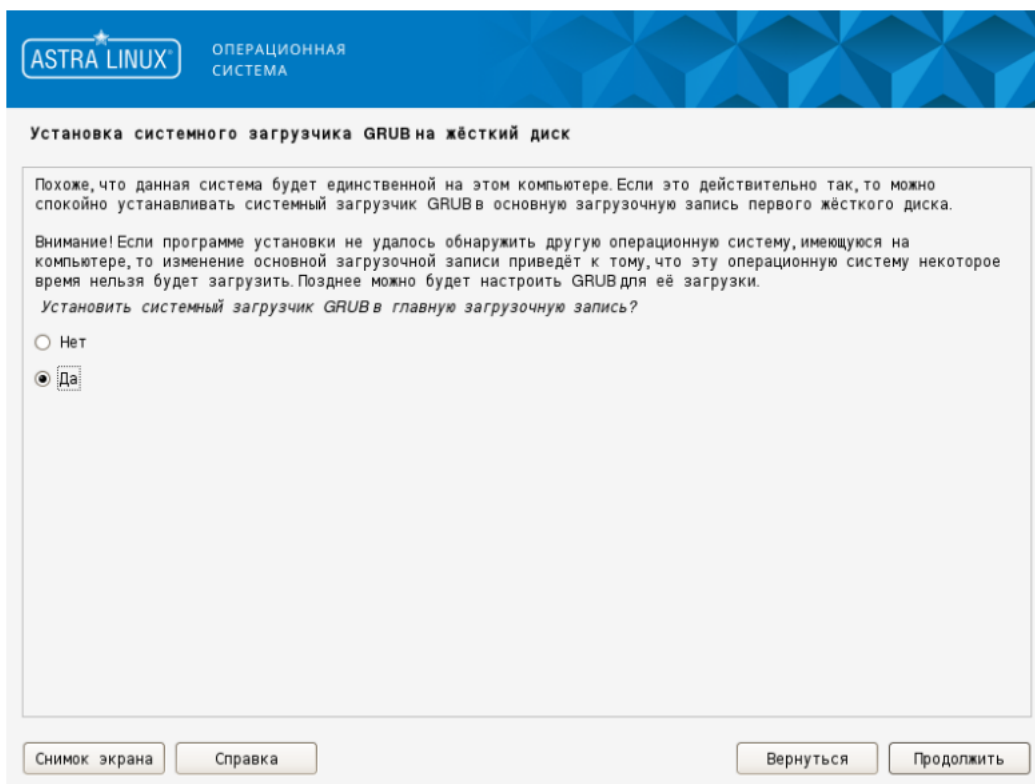 ASTRA LINUX®
ОПЕРАЦИОННАЯ
СИСТЕМА
Установка системного загрузчика GRUB на жёсткий диск
Похоже, что данная система будет единственной на этом компьютере. Если это действительно так, то можно
спокойно устанавливать системный загрузчик GRUB в основную загрузочную запись первого жёсткого диска.
Внимание! Если программе установки не удалось обнаружить другую операционную систему, имеющуюся на
компьютере, то изменение основной загрузочной записи приведёт к тому, что эту операционную систему некоторое
время нельзя будет загрузить. Позднее можно будет настроить GRUB для её загрузки.
Установить системный загрузчик GRUB в главную загрузочную запись?
Нет
Да
Снимок экрана
Справка
Вернуться
Продолжить